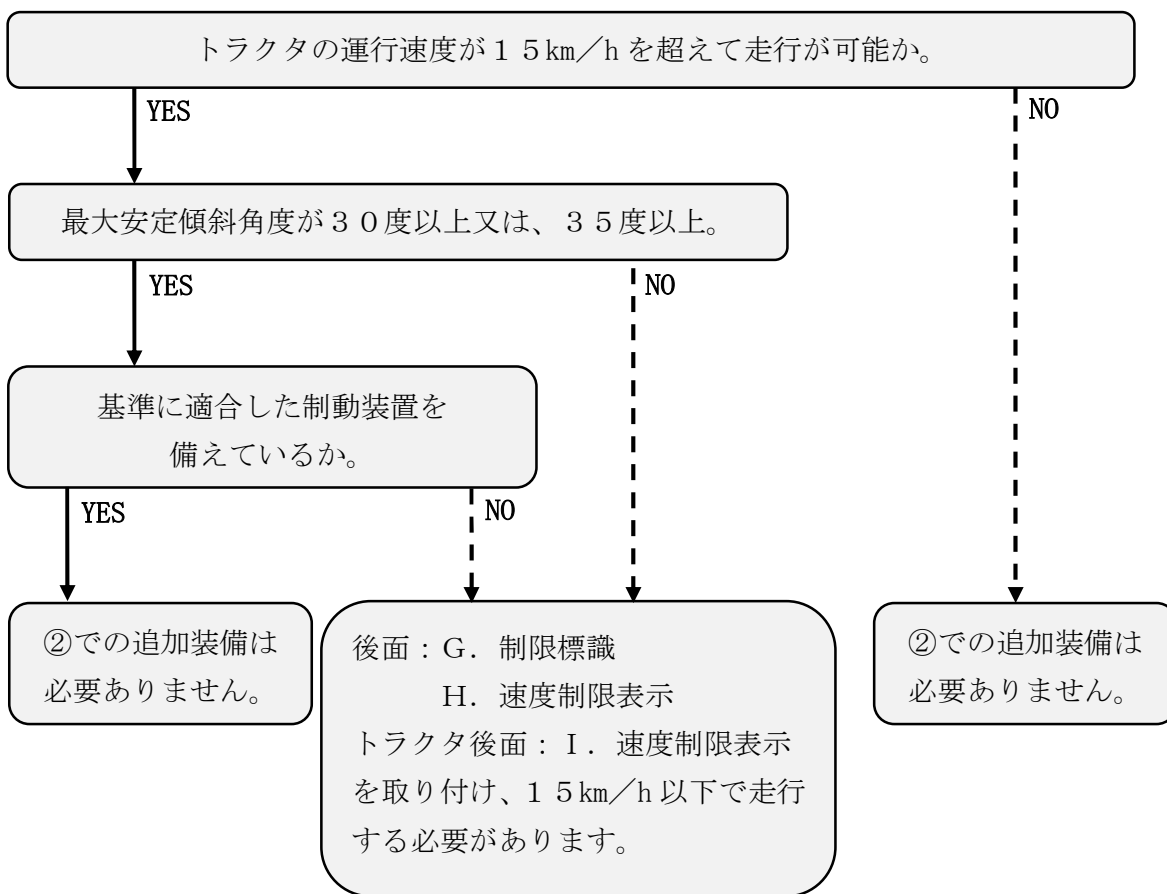 トラクタの運行速度が１５㎞／h を超えて走行が可能か。
YES
NO
最大安定傾斜角度が３０度以上又は、３５度以上。
YES
NO
基準に適合した制動装置を
備えているか。
YES
NO
②での追加装備は
必要ありません。
後面：Ｇ．制限標識
Ｈ．速度制限表示
トラクタ後面：Ｉ．速度制限表示
を取り付け、１５㎞／h 以下で走行
する必要があります。
②での追加装備は
必要ありません。